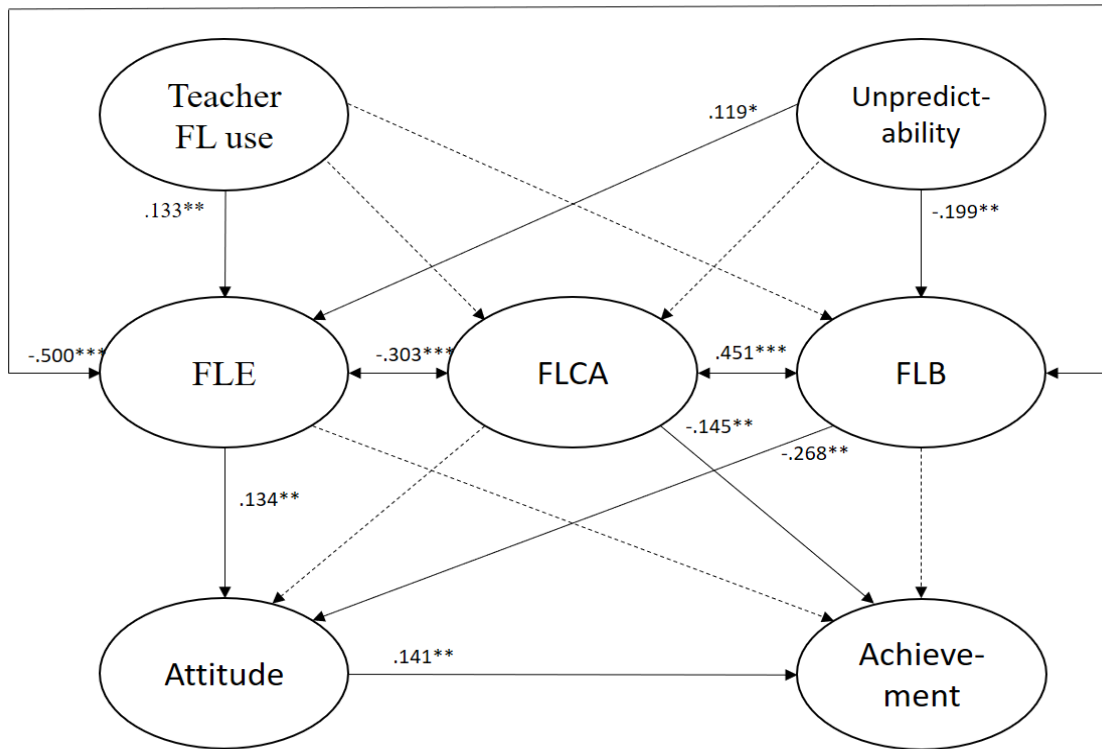 Teacher
FL use
Unpredict-
ability
.119*
.133**
-.199**
-.500***
FLE
-.303***
FLCA
.451***
FLB
-.145**
-.268**
.134**
Attitude
.141**
Achieve-
ment